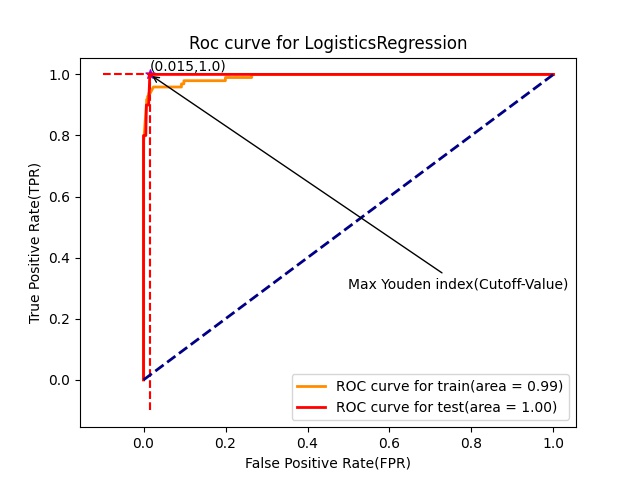 Roc curve for LogisticsRegression
(0.015,1.0)
1.0
0.8
0.6
0.4
0.2
0.0
True Positive Rate(TPR)
Max Youden index(Cutoff-Value)
ROC curve for train(area = 0.99)
ROC curve for test(area = 1.00)
0.0 0.2 0.4 0.6 0.8 1.0
False Positive Rate(FPR)